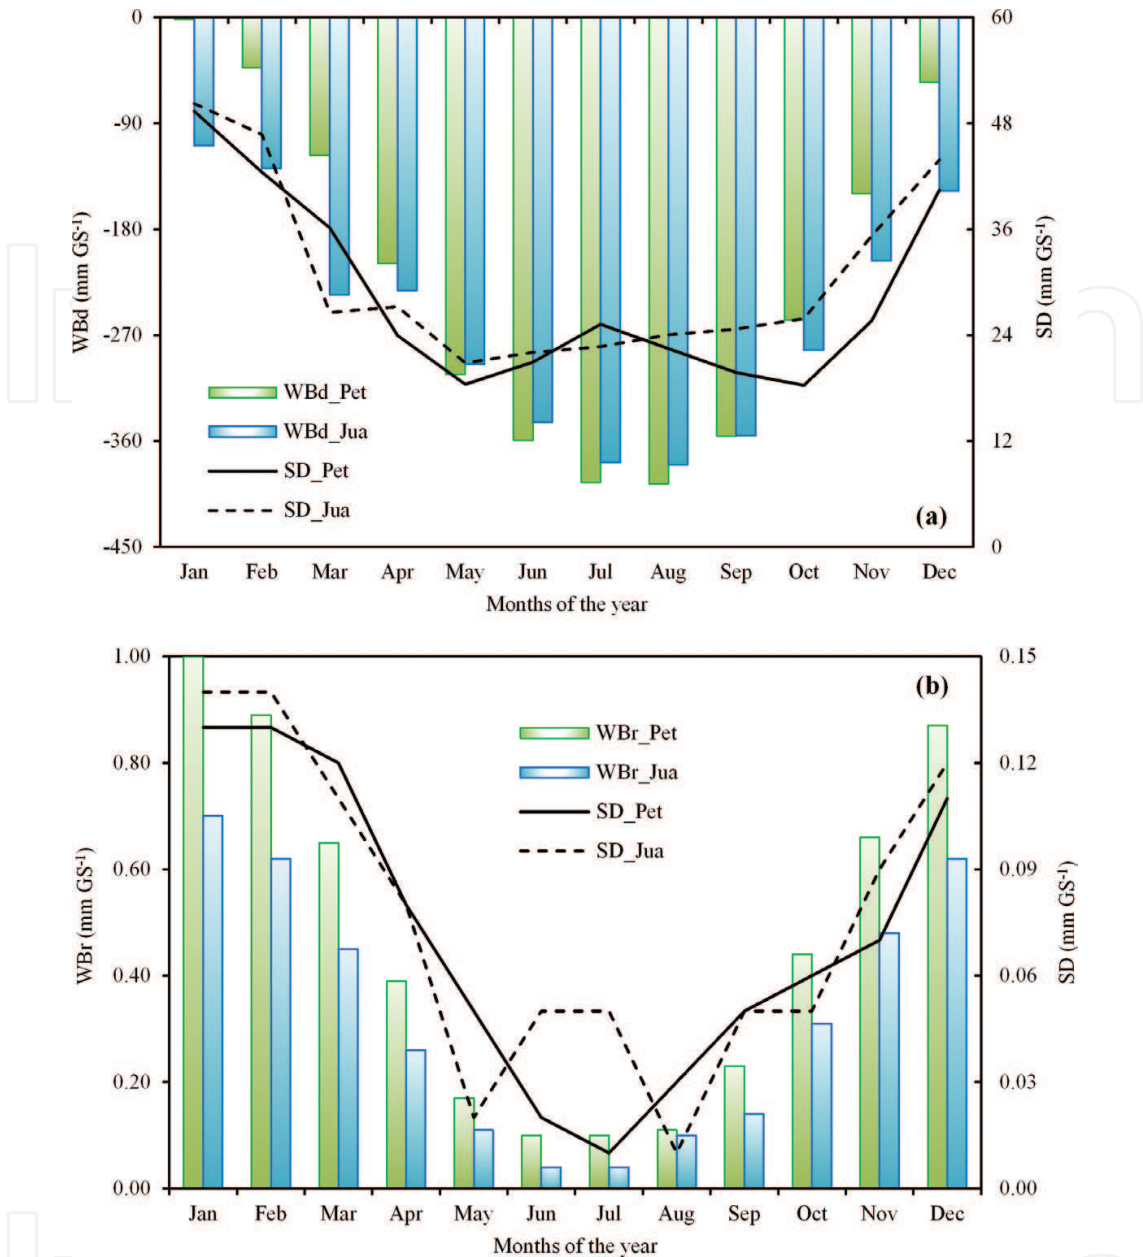 0
-90
-180
-270
-360
-450
WBd (mm GS⁻¹)
60
48
36
24
12
0
SD (mm GS⁻¹)
WBd_Pet
WBd_Jua
SD_Pet
SD_Jua
(a)
Jan Feb Mar Apr May Jun Jul Aug Sep Oct Nov Dec
Months of the year
1.00
0.80
0.60
0.40
0.20
0.00
WBr (mm GS⁻¹)
0.15
0.12
0.09
0.06
0.03
0.00
SD (mm GS⁻¹)
(b)
WBr_Pet
WBr_Jua
SD_Pet
SD_Jua
Jan Feb Mar Apr May Jun Jul Aug Sep Oct Nov Dec
Months of the year